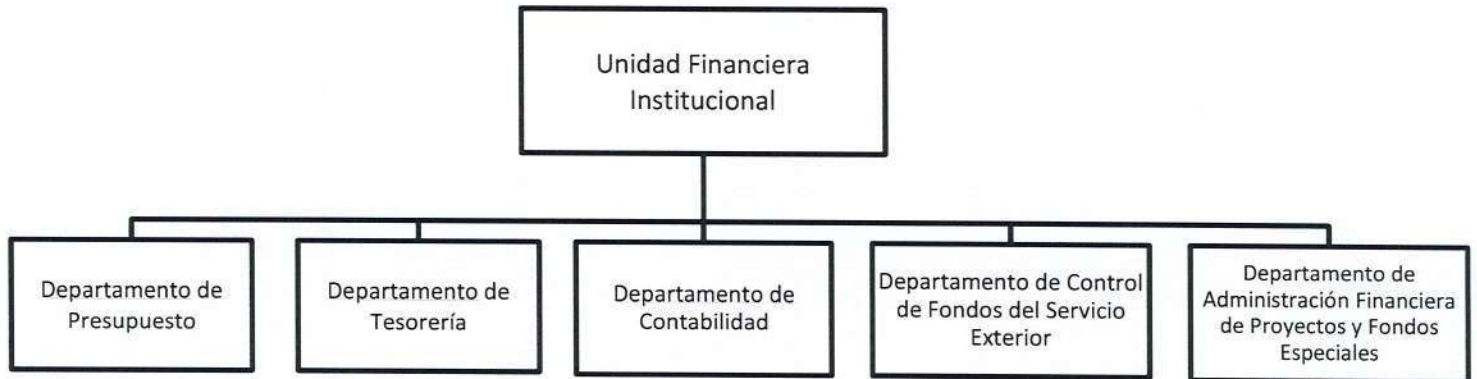 Unidad Financiera
Institucional
Departamento de
Presupuesto
Departamento de
Tesorería
Departamento de
Contabilidad
Departamento de Control
de Fondos del Servicio
Exterior
Departamento de
Administración Financiera
de Proyectos y Fondos
Especiales